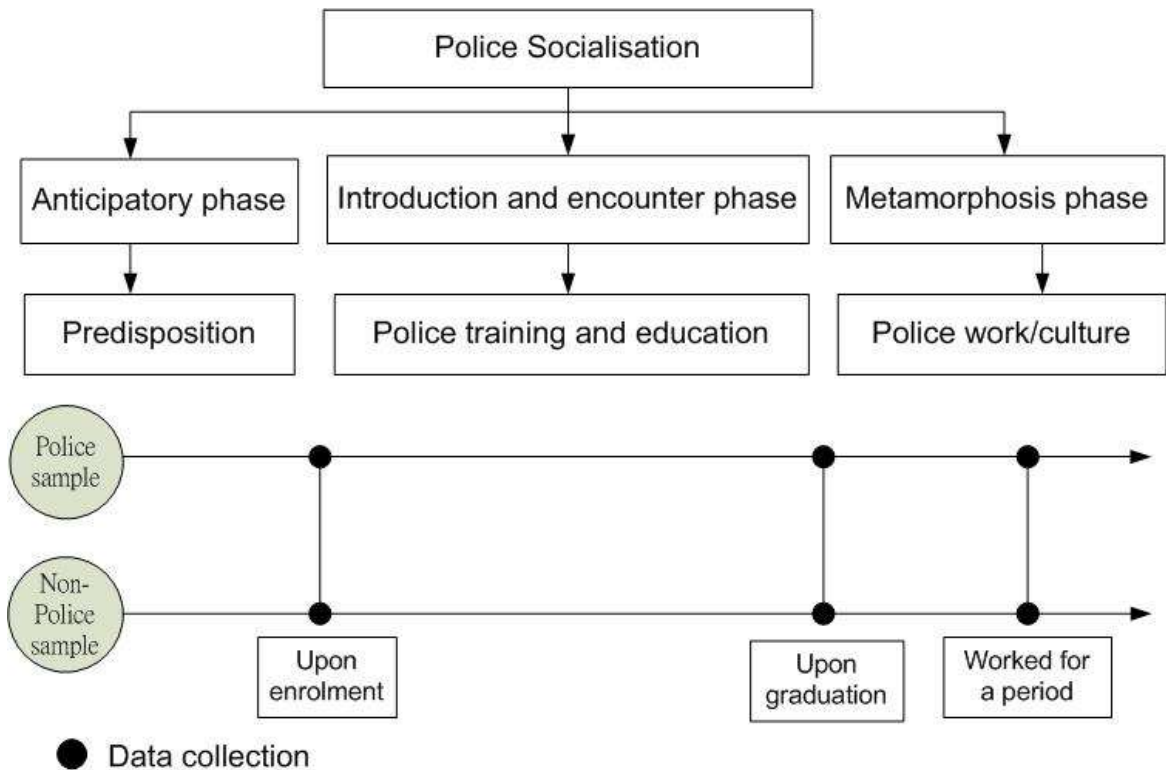 Police Socialisation
Anticipatory phase
Introduction and encounter phase
Metamorphosis phase
Predisposition
Police training and education
Police work/culture
Police
sample
Non-
Police
sample
Upon
enrolment
Upon
graduation
Worked for
a period
Data collection